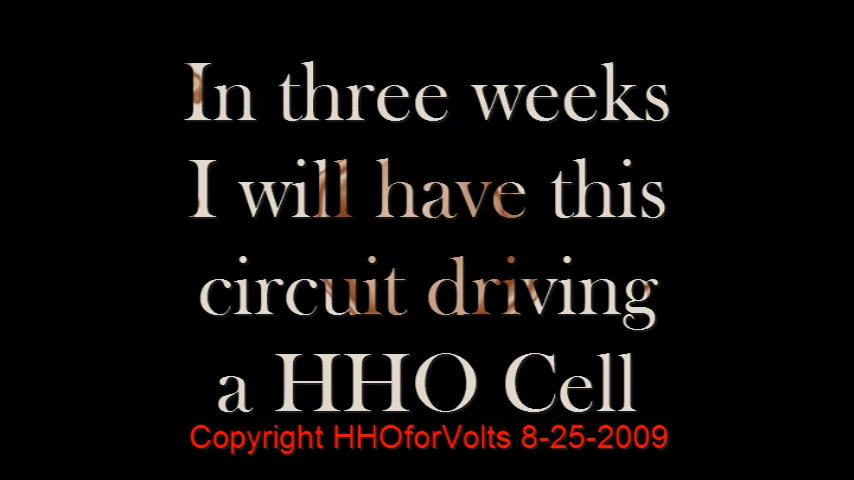 In three weeks
I will have this
circuit driving
a HHO Cell
Copyright HHOforVolts 8-25-2009